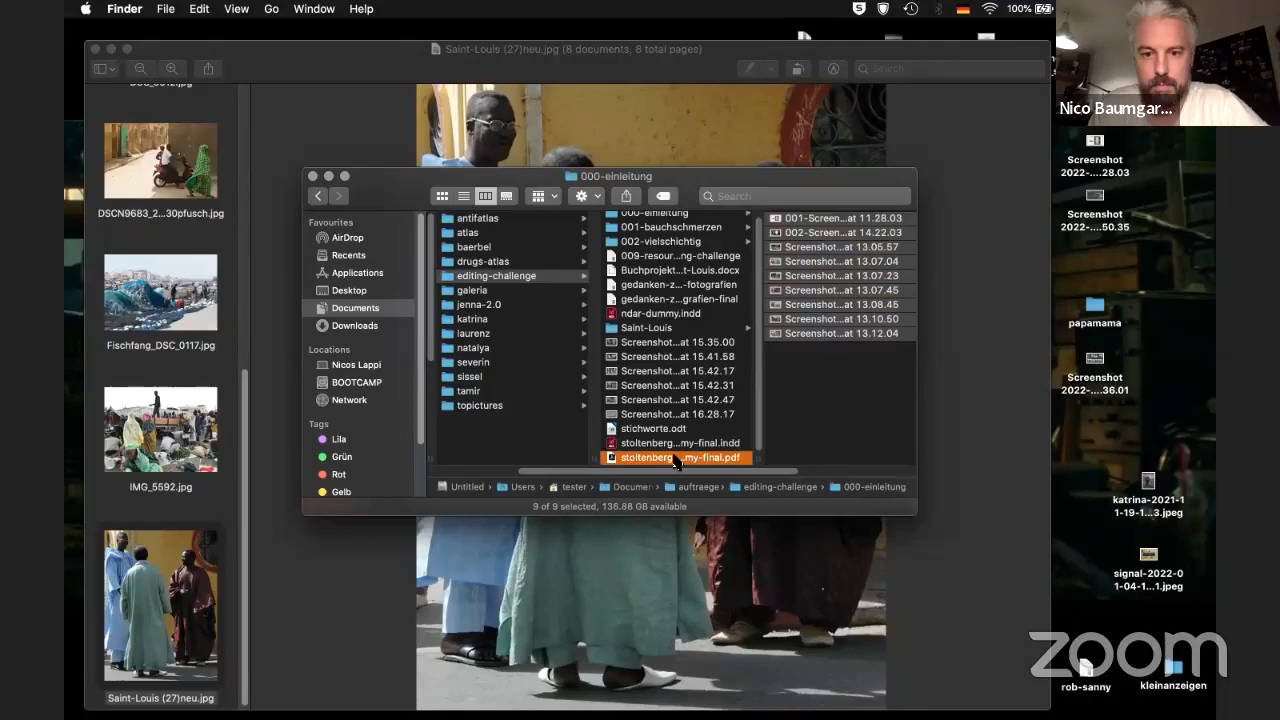 Finder File Edit View Go Window Help
100%
Saint-Louis (27)neu.jpg (8 documents, 8 total pages)
Search
Nico Baumgar...
DSCN9683_2...30pfusch.jpg
Fischfang_DSC_0117.jpg
IMG_5592.jpg
Saint-Louis (27)neu.jpg
000-einleitung
Search
Favourites
AirDrop
Recents
Applications
Desktop
Documents
Downloads
Locations
Nicos Lappi
BOOTCAMP
Network
Tags
Lila
Grün
Rot
Gelb
antifatlas
atlas
baerbel
drugs-atlas
editing-challenge
galeria
jenna-2.0
katrina
laurenz
natalya
severin
sissel
tamir
topictures
000-einleitung
001-bauchschmerzen
002-vielschichtig
009-resour...ng-challenge
Buchprojekt...t-Louis.docx
gedanken-z...-fotografien
gedanken-z...grafien-final
ndar-dummy.indd
Saint-Louis
Screenshot...at 15.35.00
Screenshot...at 15.41.58
Screenshot...at 15.42.17
Screenshot...at 15.42.31
Screenshot...at 15.42.47
Screenshot...at 16.28.17
stichworte.odt
stoltenberg...my-final.indd
stoltenberg...my-final.pdf
001-Screen...at 11.28.03
002-Screen...at 14.22.03
Screenshot...at 13.05.57
Screenshot...at 13.07.04
Screenshot...at 13.07.23
Screenshot...at 13.07.45
Screenshot...at 13.08.45
Screenshot...at 13.10.50
Screenshot...at 13.12.04
Untitled Users tester Documen auftraege editing-challenge 000-einleitung
9 of 9 selected, 136.88 GB available
Screenshot
2022-....28.03
Screenshot
2022-....50.35
papamama
Screenshot
2022-....36.01
katrina-2021-1
1-19-1...3.jpeg
signal-2022-0
1-04-1...1.jpeg
zoom
rob-sanny
kleinanzeigen